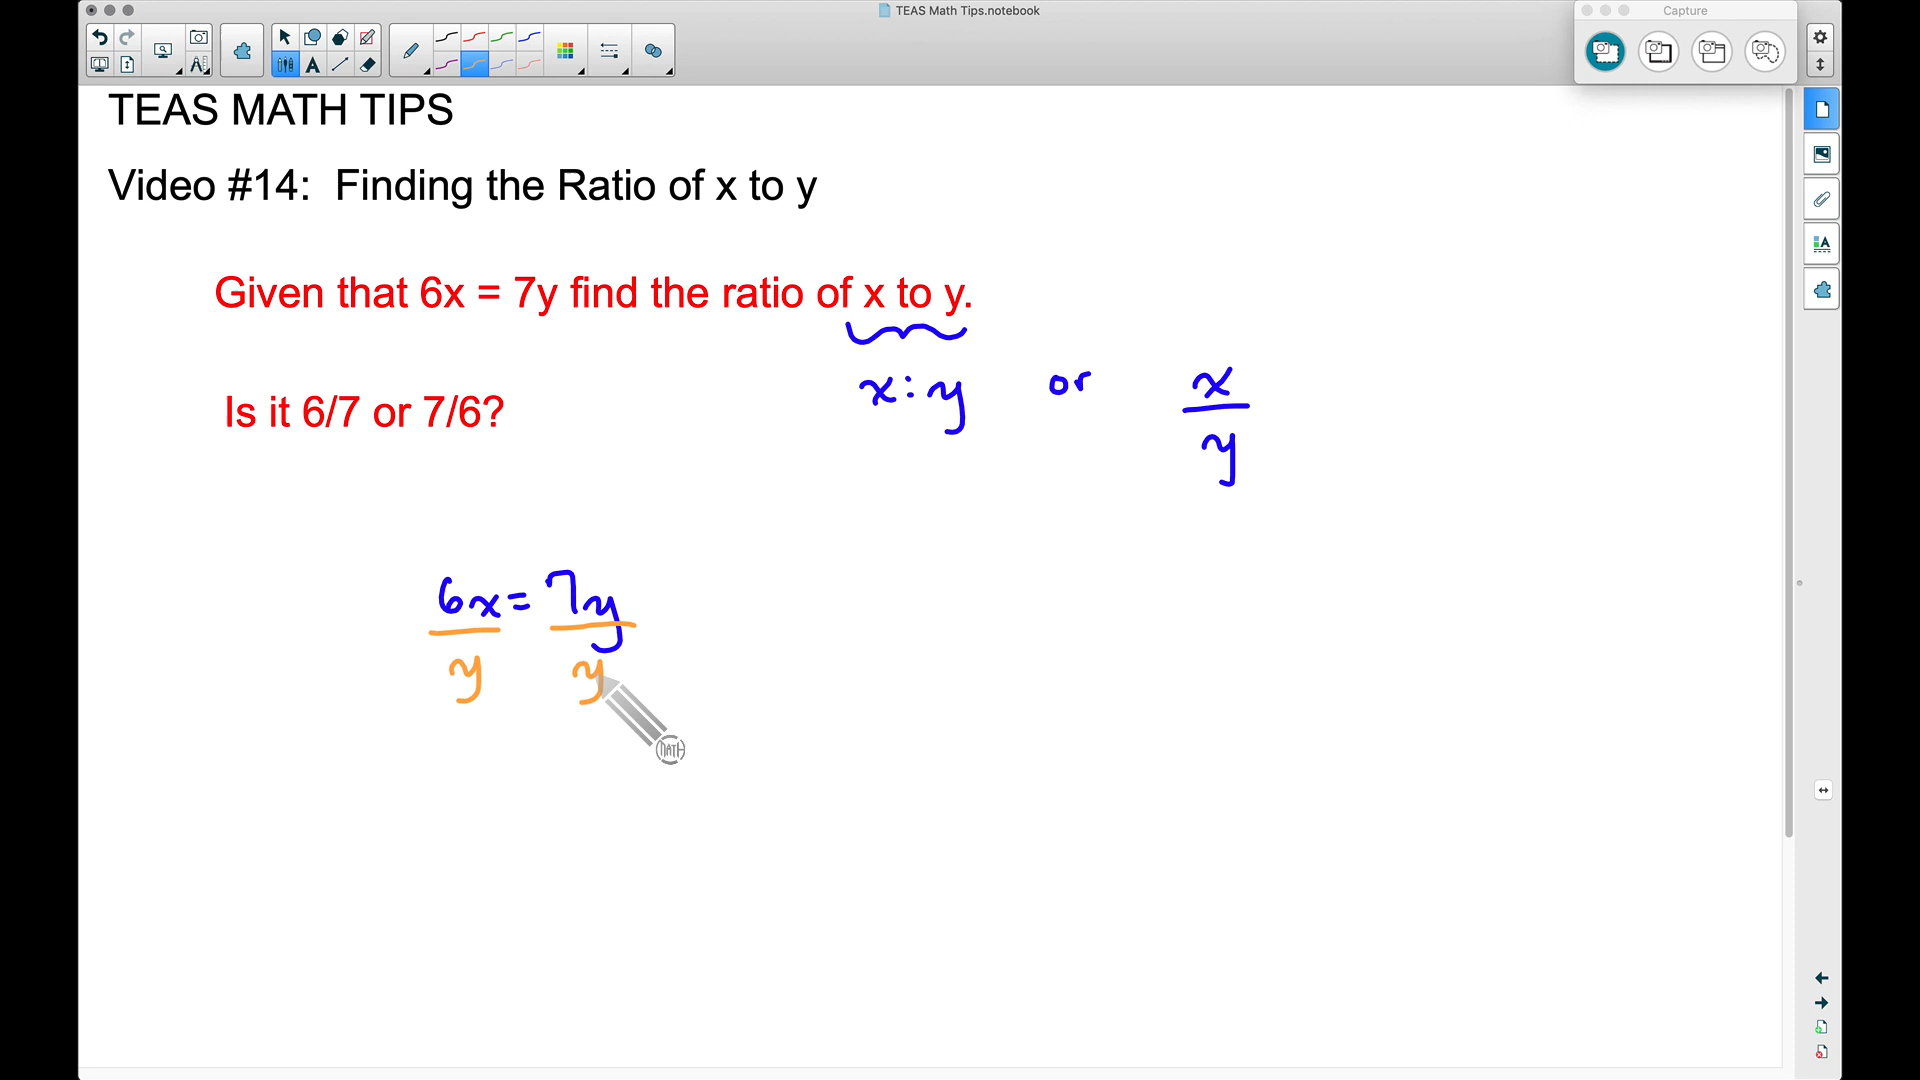 TEAS Math Tips.notebook
Capture
TEAS MATH TIPS
Video #14: Finding the Ratio of x to y
Given that 6x = 7y find the ratio of x to y.
x : y or x/y
Is it 6/7 or 7/6?
6x = 7y
y y
MATH